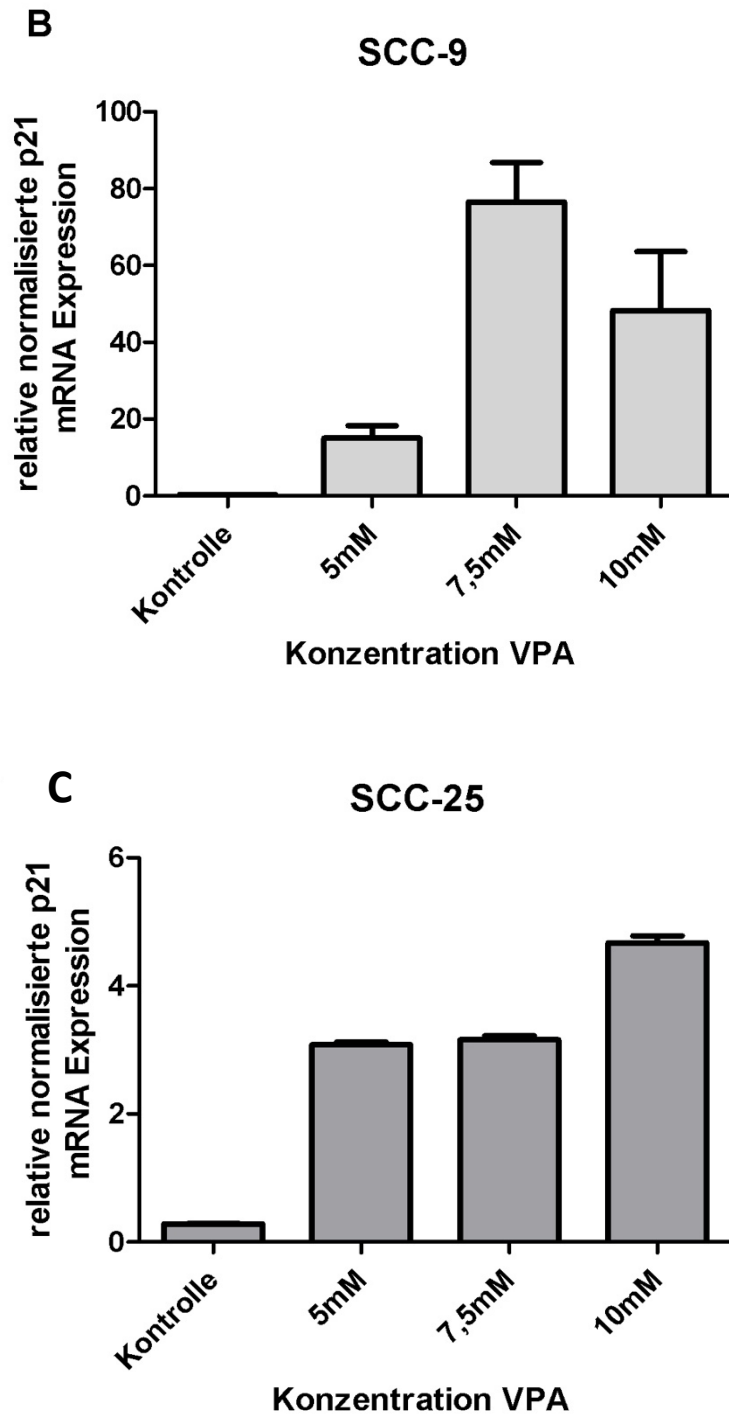 B
SCC-9
relative normalisierte p21
mRNA Expression
100
80
60
40
20
0
Kontrolle
5mM
7,5mM
10mM
Konzentration VPA
C
SCC-25
relative normalisierte p21
mRNA Expression
6
4
2
0
Kontrolle
5mM
7,5mM
10mM
Konzentration VPA